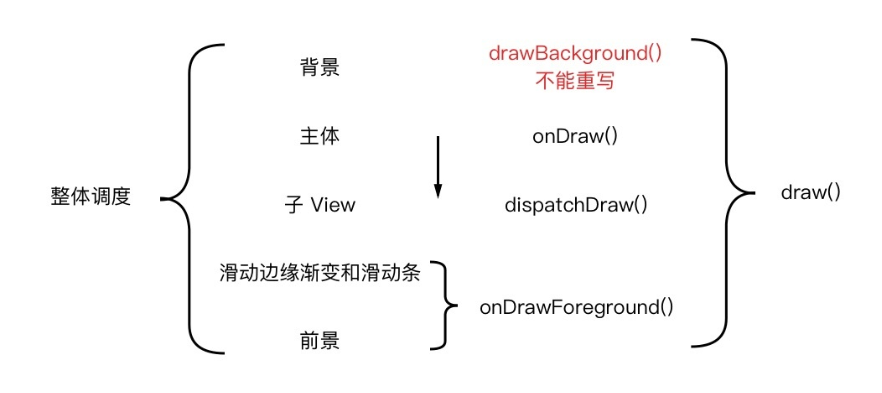 背景
drawBackground()
不能重写
主体
onDraw()
整体调度
子 View
dispatchDraw()
draw()
滑动边缘渐变和滑动条
onDrawForeground()
前景